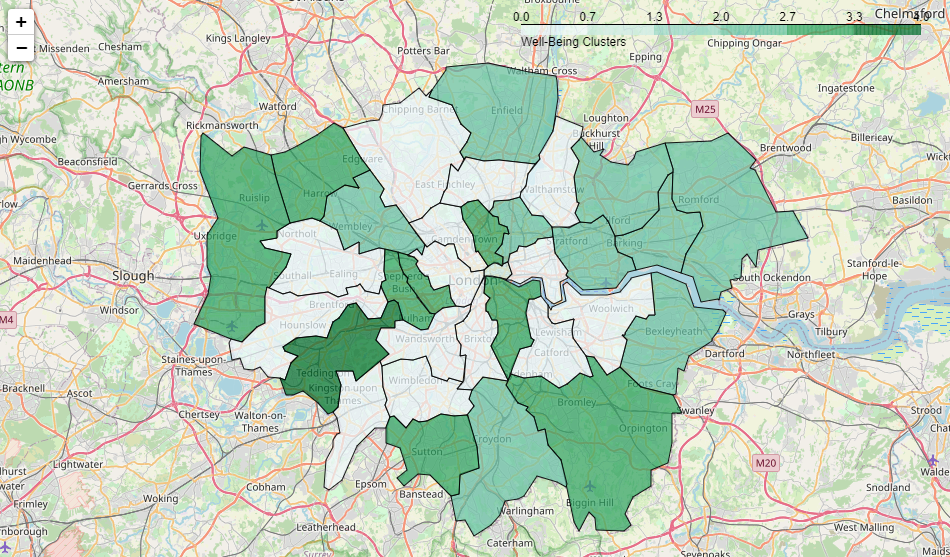 +
−
Chelmsford
0.0 0.7 1.3 2.0 2.7 3.3 4.0
Well-Being Clusters
Missenden
Chesham
Kings Langley
Potters Bar
Waltham Cross
Epping
Chipping Ongar
Amersham
Watford
Loughton
Buckhurst
Hill
M25
Ingatestone
Rickmansworth
Enfield
Chipping Barnet
Wycombe
Beaconsfield
Edgware
Brentwood
Billericay
Gerrards Cross
Ruislip
Harrow
East Finchley
Walthamstow
Ilford
Romford
Basildon
Uxbridge
Northolt
Wembley
Camden Town
Stratford
Barking
Maidenhead
Slough
Southall
Ealing
Shepherd's
Bush
London
South Ockendon
Stanford-le-
Hope
M4
Windsor
Brentford
Hounslow
Fulham
Wandsworth
Brixton
Lewisham
Catford
Woolwich
Bexleyheath
Grays
Tilbury
Staines-upon-
Thames
Teddington
Kingston upon
Thames
Wimbledon
Dartford
Northfleet
Bracknell
Ascot
Chertsey
Walton-on-
Thames
Bromley
Foots Cray
Swanley
Strood
Orpington
Croydon
Sutton
Lightwater
Woking
Cobham
Epsom
Banstead
Warlingham
Biggin Hill
M20
Snodland
Frimley
Leatherhead
Caterham
Sevenoaks
West Malling